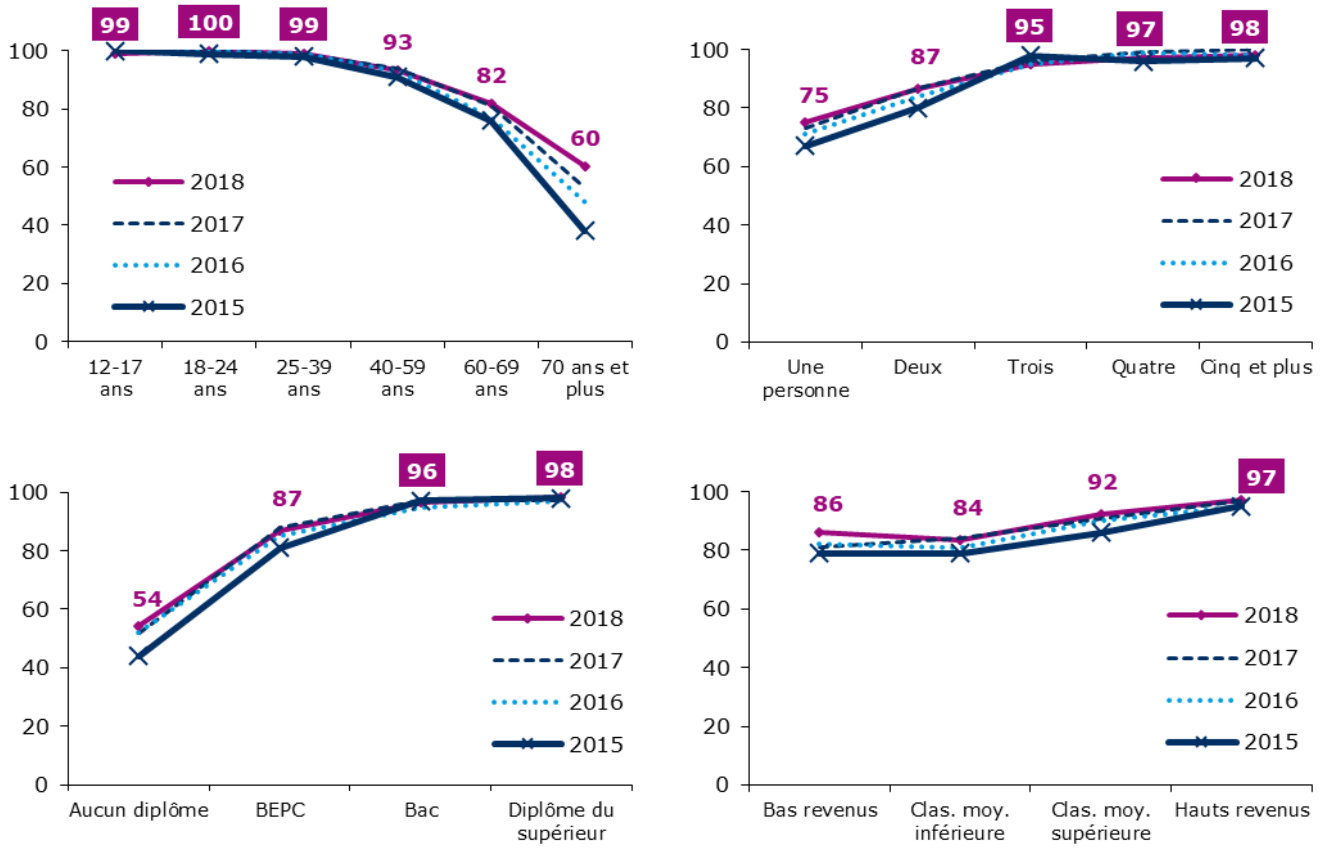 99 100 99 93 82 60
100
80
60
40
20
0
2018
2017
2016
2015
12-17 ans
18-24 ans
25-39 ans
40-59 ans
60-69 ans
70 ans et plus
75 87 95 97 98
100
80
60
40
20
0
2018
2017
2016
2015
Une personne
Deux
Trois
Quatre
Cinq et plus
54 87 96 98
100
80
60
40
20
0
2018
2017
2016
2015
Aucun diplôme
BEPC
Bac
Diplôme du supérieur
86 84 92 97
100
80
60
40
20
0
2018
2017
2016
2015
Bas revenus
Clas. moy. inférieure
Clas. moy. supérieure
Hauts revenus